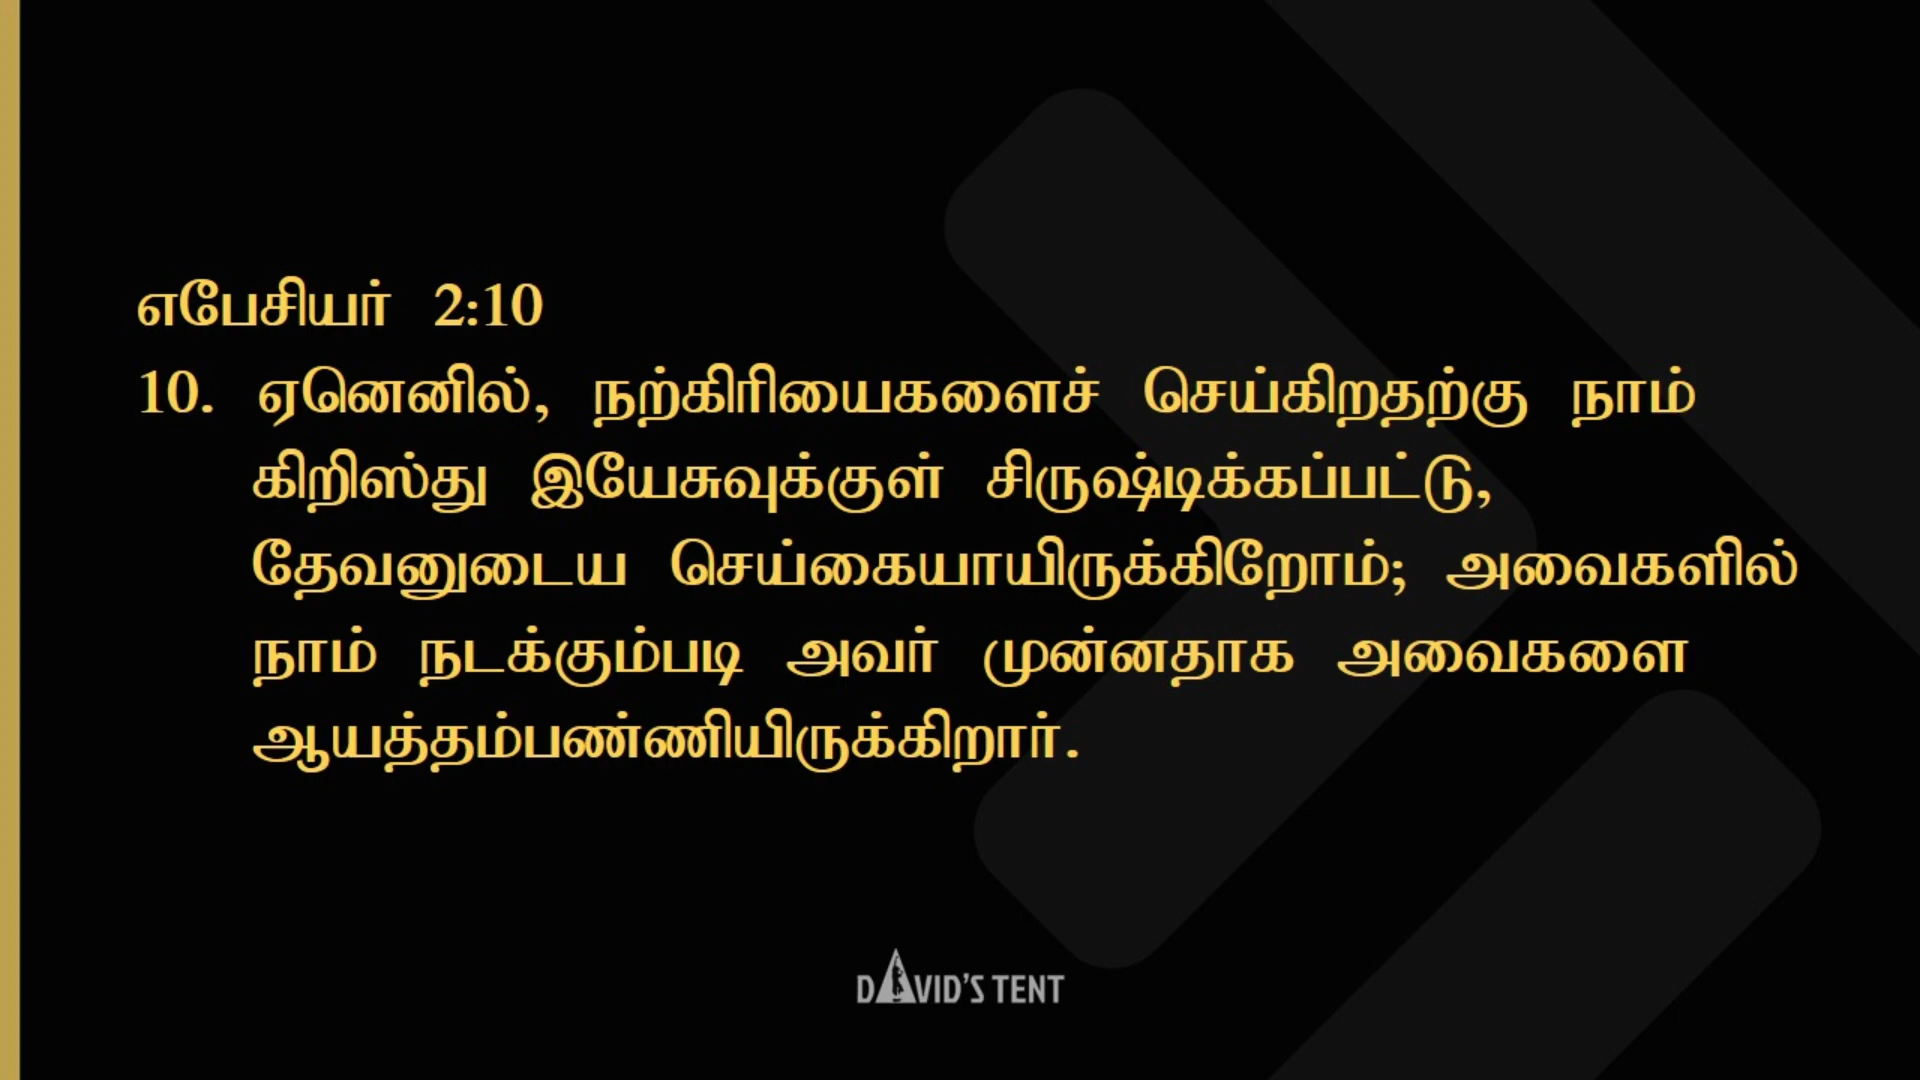 எபேசியர் 2:10
10. ஏனெனில், நற்கிரியைகளைச் செய்கிறதற்கு நாம்
கிறிஸ்து இயேசுவுக்குள் சிருஷ்டிக்கப்பட்டு,
தேவனுடைய செய்கையாயிருக்கிறோம்; அவைகளில்
நாம் நடக்கும்படி அவர் முன்னதாக அவைகளை
ஆயத்தம்பண்ணியிருக்கிறார்.
DAVID'S TENT